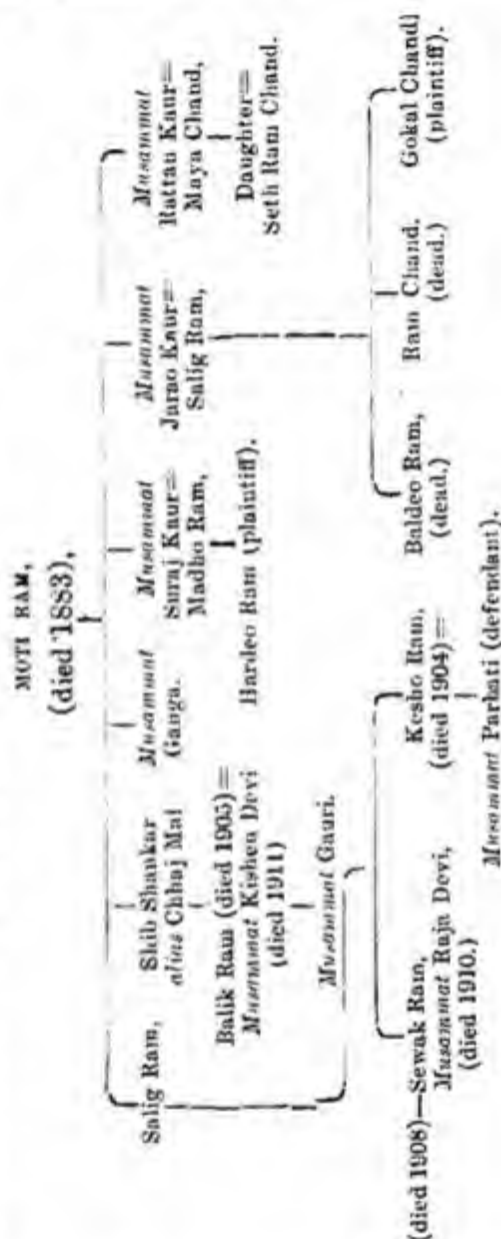 MOTI RAM,
(died 1883),
Salig Ram,
Shib Shankar
alias Chhaj Mal
Musammat
Ganga.
Musammat
Suraj Kaur=
Madho Ram,
Musammat
Jarao Kaur=
Salig Ram,
Musammat
Rattan Kaur=
Maya Chand,
Balik Ram (died 1905)=
Musammat Kishen Devi
(died 1911)
Hardeo Ram (plaintiff).
Daughter=
Seth Ram Chand.
Musammat Gauri.
(died 1908)—Sewak Ram,
Musammat Raja Devi,
(died 1910.)
Kesho Ram,
(died 1904)=
Baldeo Ram,
(dead.)
Ram Chand.
(dead.)
Gokal Chand
(plaintiff).
Musammat Parbati (defendant).